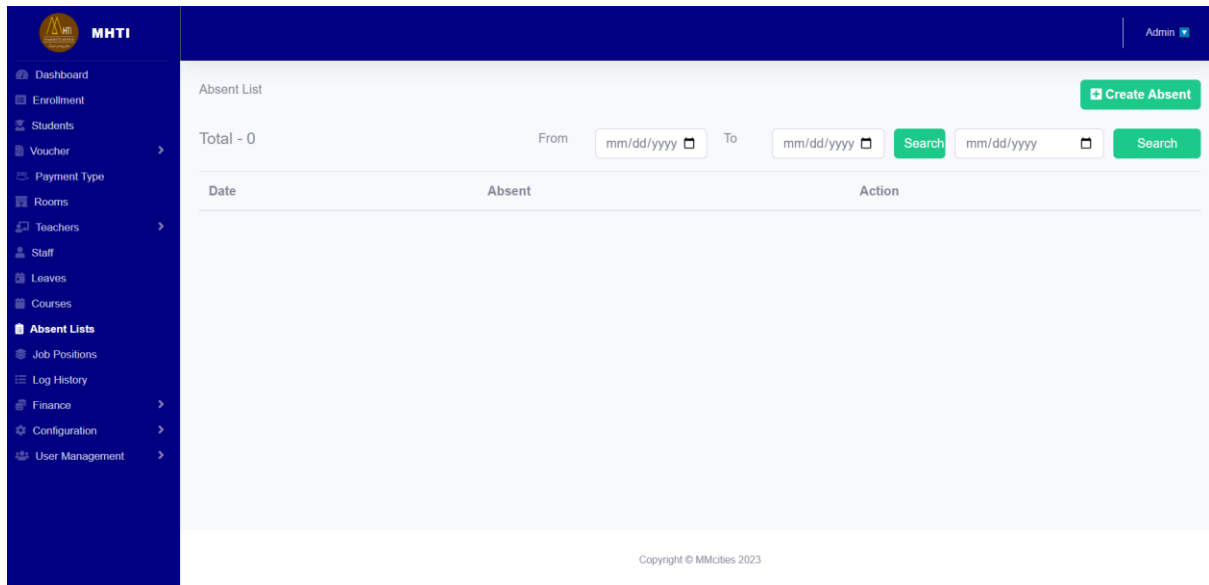 MHTI
MHTI
Admin
Dashboard
Enrollment
Students
Voucher
Payment Type
Rooms
Teachers
Staff
Leaves
Courses
Absent Lists
Job Positions
Log History
Finance
Configuration
User Management
Absent List
Create Absent
Total - 0 From mm/dd/yyyy To mm/dd/yyyy Search mm/dd/yyyy Search
Date Absent Action
Copyright © MMcities 2023